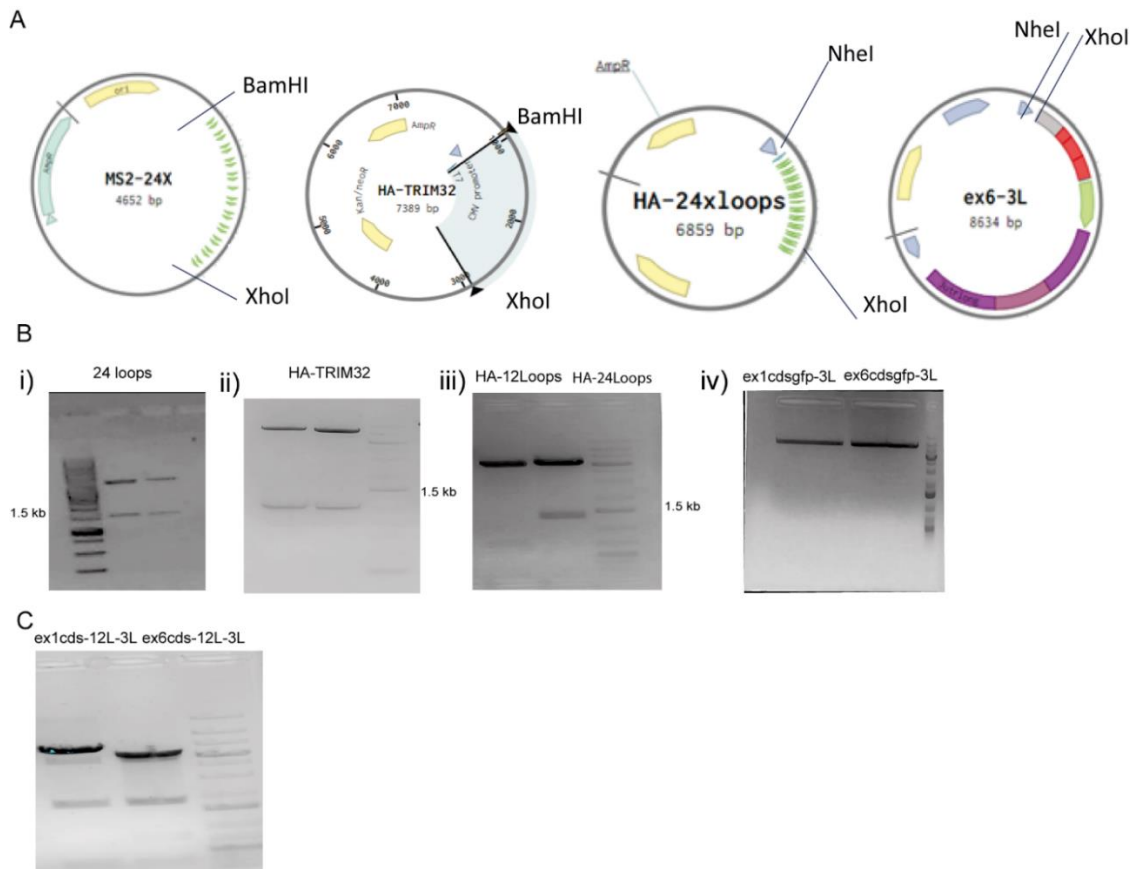 A
BamHI
ori
AmpR
MS2-24X
4652 bp
XhoI
7000
6000
5000
4000
3000
2000
1000
AmpR
Kan/neoR
T7
CMV promoter
HA-TRIM32
7389 bp
BamHI
XhoI
AmpR
NheI
HA-24xloops
6859 bp
XhoI
NheI
XhoI
ex6-3L
8634 bp
B
i)
24 loops
1.5 kb
ii)
HA-TRIM32
1.5 kb
iii)
HA-12Loops HA-24Loops
1.5 kb
iv)
ex1cdsgfp-3L ex6cdsgfp-3L
C
ex1cds-12L-3L ex6cds-12L-3L